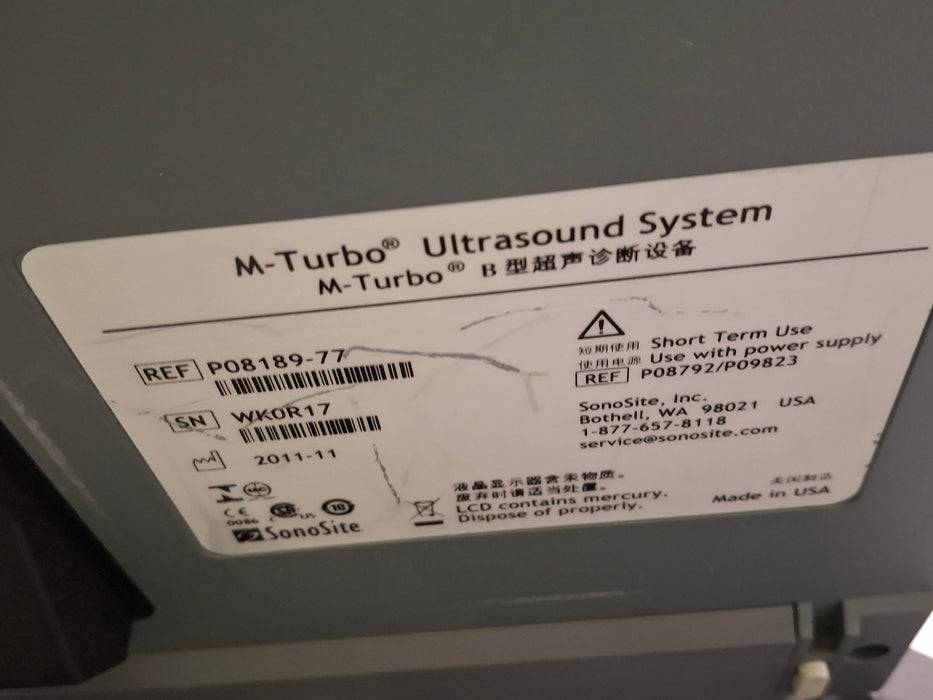 M-Turbo® Ultrasound System
M-Turbo® B型超声诊断设备
REF P08189-77
SN WK0R17
2011-11
CE
0086
C US
10
SonoSite
Short Term Use
短期使用
使用电源 Use with power supply
REF P08792/P09823
SonoSite, Inc.
Bothell, WA 98021 USA
1-877-657-8118
service@sonosite.com
液晶显示器含汞物质。
废弃时请适当处置。
LCD contains mercury.
Dispose of properly.
美国制造
Made in USA